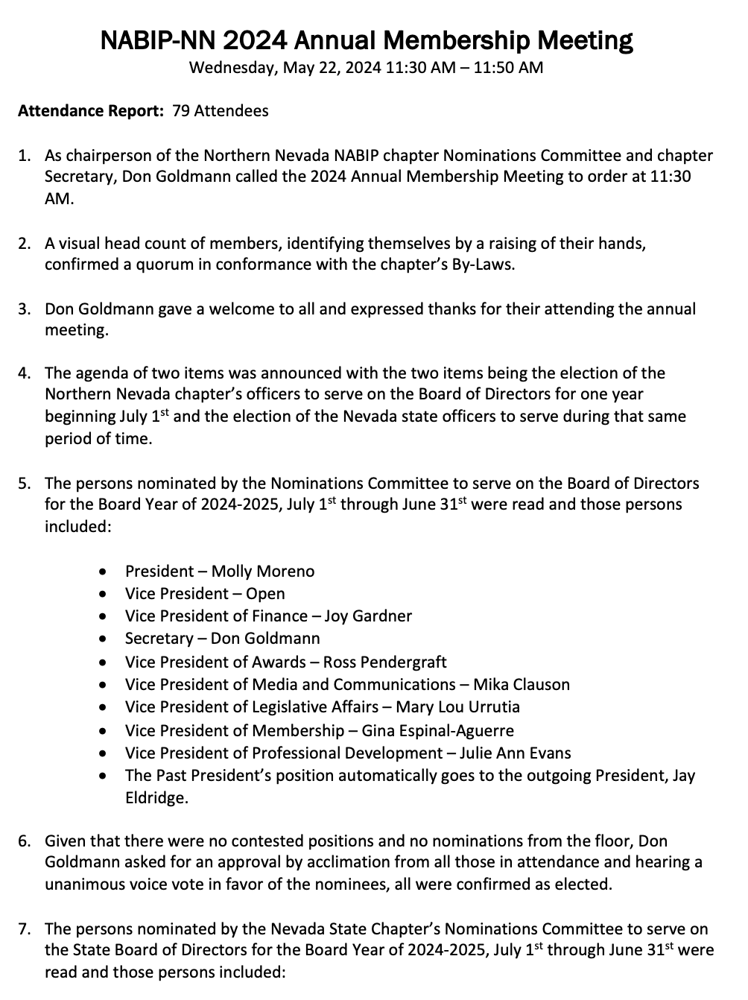 NABIP-NN 2024 Annual Membership Meeting
Wednesday, May 22, 2024 11:30 AM – 11:50 AM
Attendance Report: 79 Attendees
1. As chairperson of the Northern Nevada NABIP chapter Nominations Committee and chapter
Secretary, Don Goldmann called the 2024 Annual Membership Meeting to order at 11:30
AM.
2. A visual head count of members, identifying themselves by a raising of their hands,
confirmed a quorum in conformance with the chapter’s By-Laws.
3. Don Goldmann gave a welcome to all and expressed thanks for their attending the annual
meeting.
4. The agenda of two items was announced with the two items being the election of the
Northern Nevada chapter’s officers to serve on the Board of Directors for one year
beginning July 1st and the election of the Nevada state officers to serve during that same
period of time.
5. The persons nominated by the Nominations Committee to serve on the Board of Directors
for the Board Year of 2024-2025, July 1st through June 31st were read and those persons
included:
• President – Molly Moreno
• Vice President – Open
• Vice President of Finance – Joy Gardner
• Secretary – Don Goldmann
• Vice President of Awards – Ross Pendergraft
• Vice President of Media and Communications – Mika Clauson
• Vice President of Legislative Affairs – Mary Lou Urrutia
• Vice President of Membership – Gina Espinal-Aguerre
• Vice President of Professional Development – Julie Ann Evans
• The Past President’s position automatically goes to the outgoing President, Jay
Eldridge.
6. Given that there were no contested positions and no nominations from the floor, Don
Goldmann asked for an approval by acclimation from all those in attendance and hearing a
unanimous voice vote in favor of the nominees, all were confirmed as elected.
7. The persons nominated by the Nevada State Chapter’s Nominations Committee to serve on
the State Board of Directors for the Board Year of 2024-2025, July 1st through June 31st were
read and those persons included: